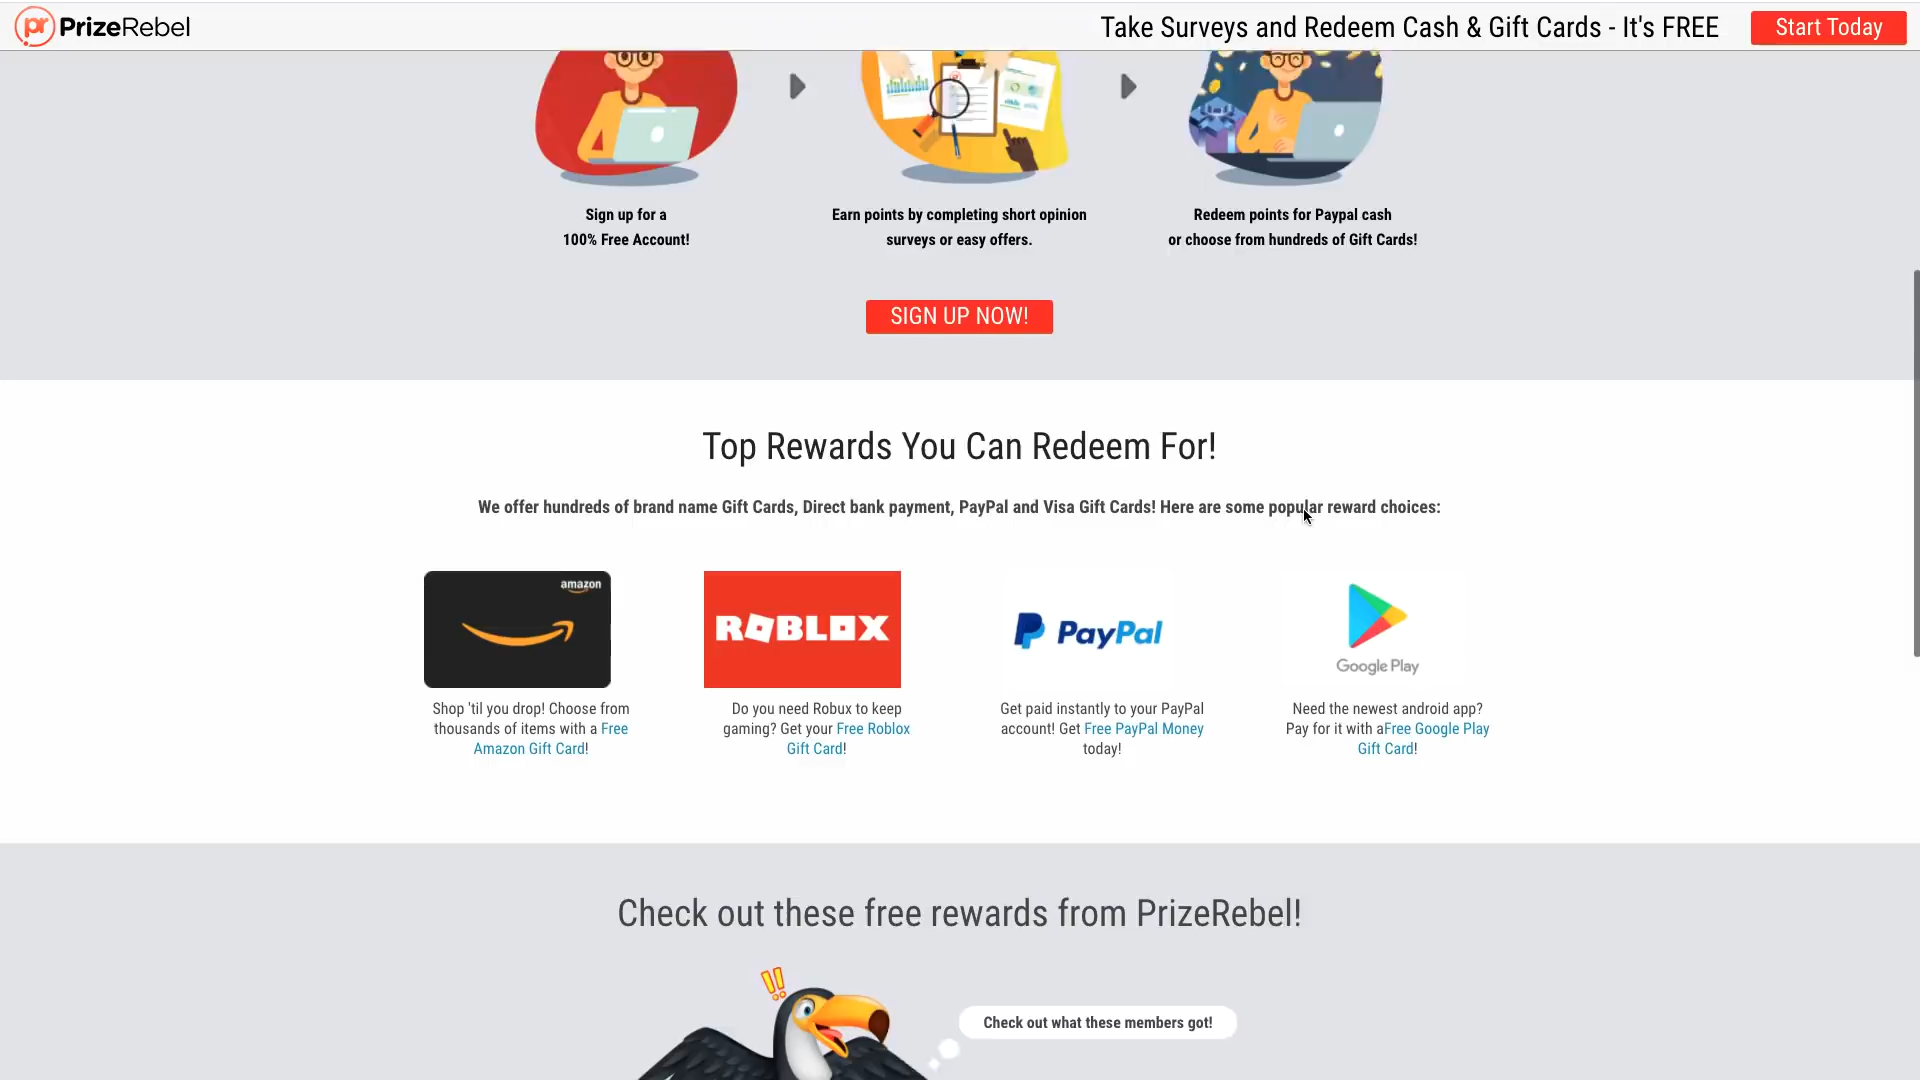 PrizeRebel
Take Surveys and Redeem Cash & Gift Cards - It's FREE
Start Today
Sign up for a
100% Free Account!
Earn points by completing short opinion
surveys or easy offers.
Redeem points for Paypal cash
or choose from hundreds of Gift Cards!
SIGN UP NOW!
Top Rewards You Can Redeem For!
We offer hundreds of brand name Gift Cards, Direct bank payment, PayPal and Visa Gift Cards! Here are some popular reward choices:
amazon
ROBLOX
PayPal
Google Play
Shop 'til you drop! Choose from
thousands of items with a Free
Amazon Gift Card!
Do you need Robux to keep
gaming? Get your Free Roblox
Gift Card!
Get paid instantly to your PayPal
account! Get Free PayPal Money
today!
Need the newest android app?
Pay for it with aFree Google Play
Gift Card!
Check out these free rewards from PrizeRebel!
!!
Check out what these members got!